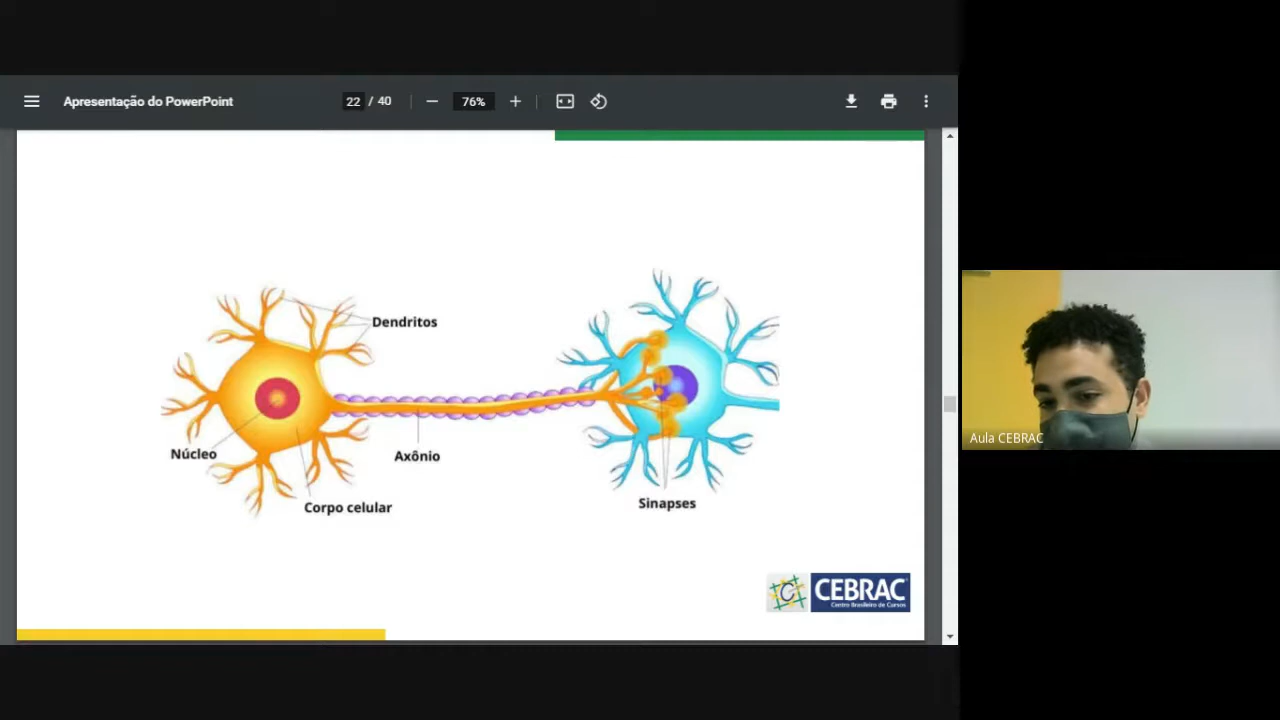 Apresentação do PowerPoint
22 / 40
76%
Dendritos
Núcleo
Axônio
Corpo celular
Sinapses
C CEBRAC
Centro Brasileiro de Cursos
Aula CEBRAC